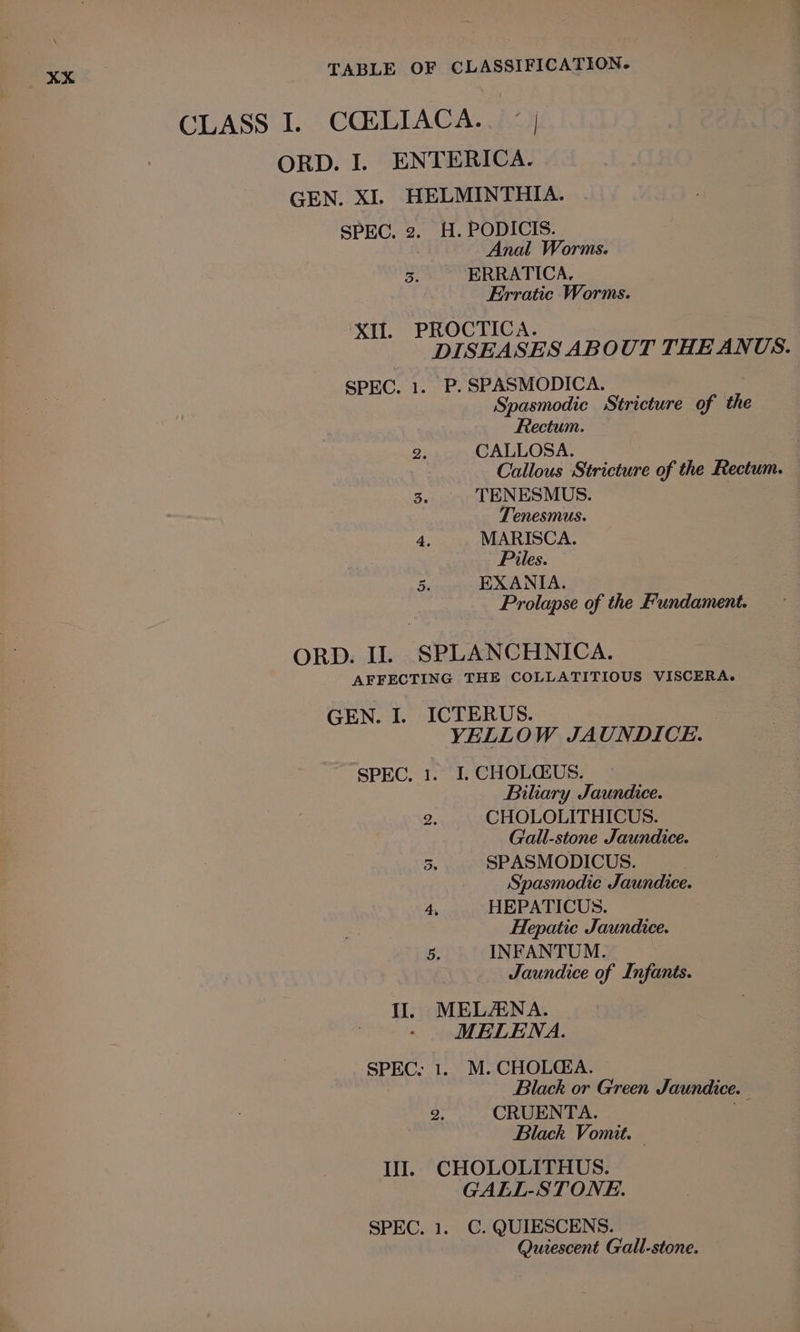 XX
TABLE OF CLASSIFICATION.
CLASS I. CŒLIACA.
ORD. I. ENTERICA.
GEN. XI. HELMINTHIA.
SPEC. 2. H. PODICIS.
Anal Worms.
3. ERRATICA.
Erratic Worms.
XII. PROCTICA.
DISEASES ABOUT THE ANUS.
SPEC. 1. P. SPASMODICA.
Spasmodic Stricture of the
Rectum.
2. CALLOSA.
Callous Stricture of the Rectum.
3. TENESMUS.
Tenesmus.
4. MARISCA.
Piles.
5. EXANIA.
Prolapse of the Fundament.
ORD. II. SPLANCHNICA.
AFFECTING THE COLLATITIOUS VISCERA.
GEN. I. ICTERUS.
YELLOW JAUNDICE.
SPEC. 1. I. CHOLŒUS.
Biliary Jaundice.
2. CHOLOLITHICUS.
Gall-stone Jaundice.
3. SPASMODICUS.
Spasmodic Jaundice.
4. HEPATICUS.
Hepatic Jaundice.
5. INFANTUM.
Jaundice of Infants.
II. MELÆNA.
MELENA.
SPEC. 1. M. CHOLŒA.
Black or Green Jaundice.
2. CRUENTA.
Black Vomit.
III. CHOLOLITHUS.
GALL-STONE.
SPEC. 1. C. QUIESCENS.
Quiescent Gall-stone.